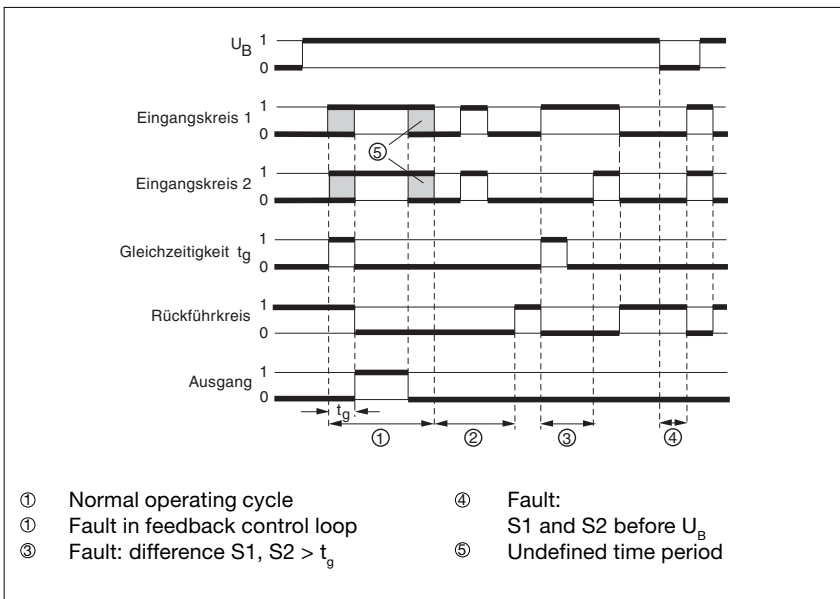 U_B 1
0
Eingangskreis 1 1
0
⑤
Eingangskreis 2 1
0
Gleichzeitigkeit t_g 1
0
Rückführkreis 1
0
Ausgang 1
0
t_g
① ② ③ ④
① Normal operating cycle
① Fault in feedback control loop
③ Fault: difference S1, S2 > t_g
④ Fault:
S1 and S2 before U_B
⑤ Undefined time period